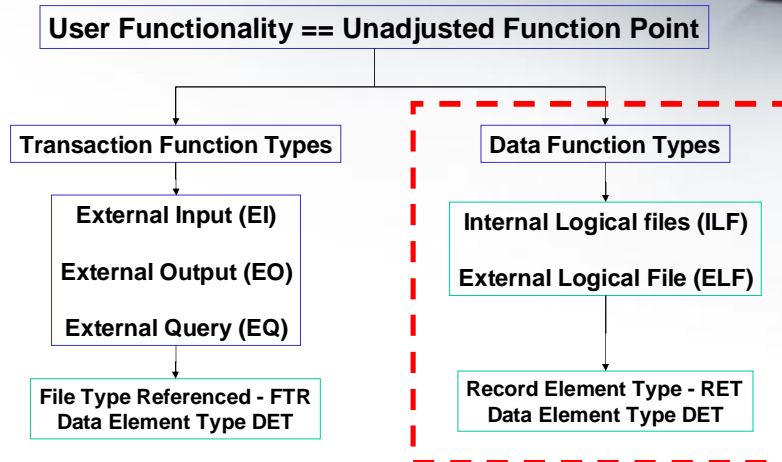 User Functionality == Unadjusted Function Point
Transaction Function Types
External Input (EI)
External Output (EO)
External Query (EQ)
File Type Referenced - FTR
Data Element Type DET
Data Function Types
Internal Logical files (ILF)
External Logical File (ELF)
Record Element Type - RET
Data Element Type DET